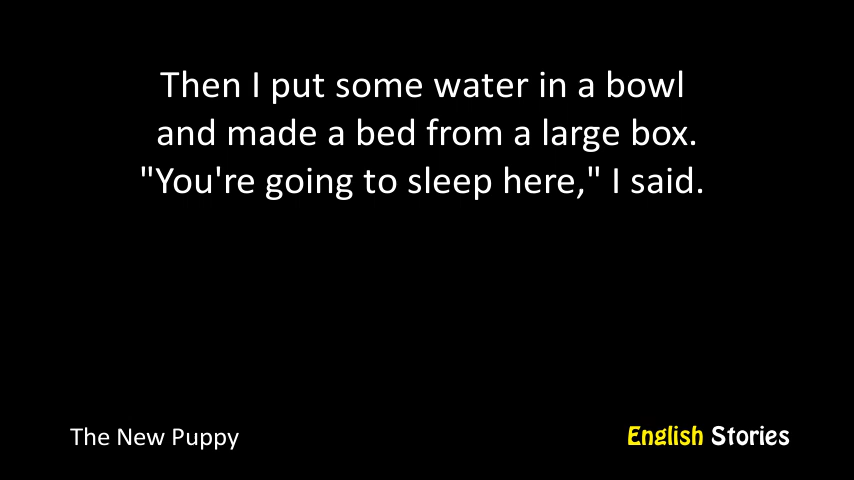 Then I put some water in a bowl
and made a bed from a large box.
"You're going to sleep here," I said.
The New Puppy
English Stories